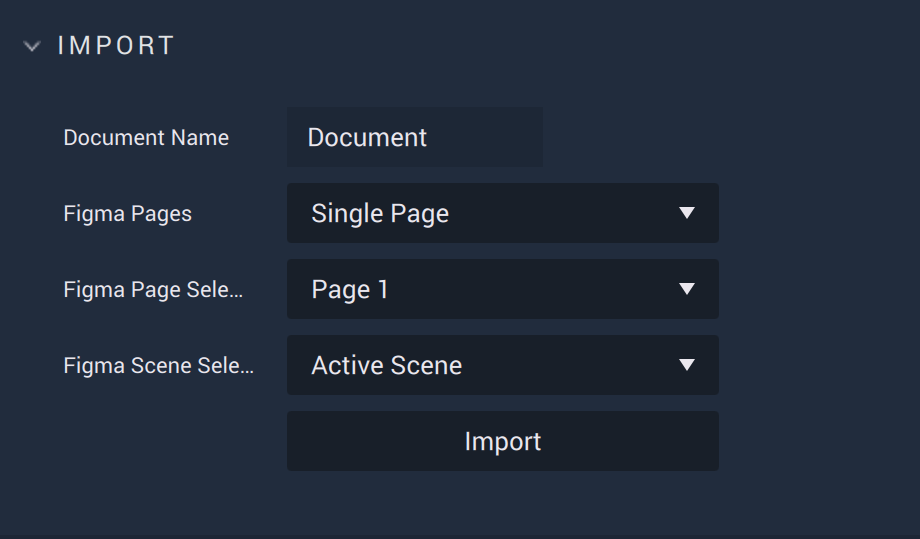 IMPORT
Document Name Document
Figma Pages Single Page
Figma Page Sele... Page 1
Figma Scene Sele... Active Scene
Import